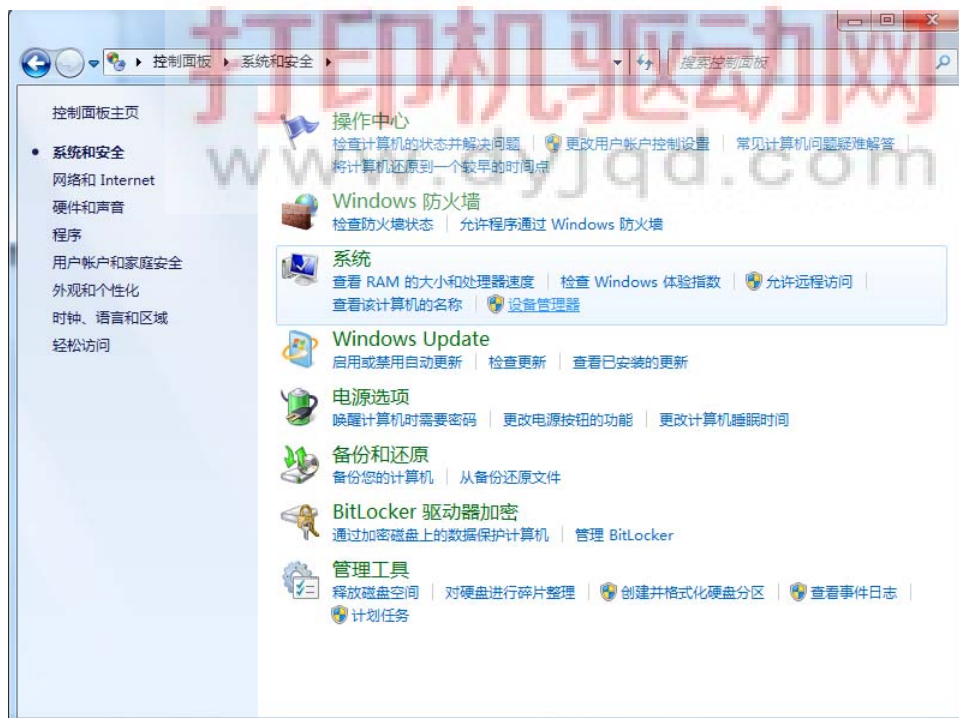 打印机驱动网
www.dyjqd.com
控制面板 系统和安全 搜索控制面板
控制面板主页
系统和安全
网络和 Internet
硬件和声音
程序
用户帐户和家庭安全
外观和个性化
时钟、语言和区域
轻松访问
操作中心
检查计算机的状态并解决问题 更改用户帐户控制设置 常见计算机问题疑难解答
将计算机还原到一个较早的时间点
Windows 防火墙
检查防火墙状态 允许程序通过 Windows 防火墙
系统
查看 RAM 的大小和处理器速度 检查 Windows 体验指数 允许远程访问
查看该计算机的名称 设备管理器
Windows Update
启用或禁用自动更新 检查更新 查看已安装的更新
电源选项
唤醒计算机时需要密码 更改电源按钮的功能 更改计算机睡眠时间
备份和还原
备份您的计算机 从备份还原文件
BitLocker 驱动器加密
通过加密磁盘上的数据保护计算机 管理 BitLocker
管理工具
释放磁盘空间 对硬盘进行碎片整理 创建并格式化硬盘分区 查看事件日志
计划任务